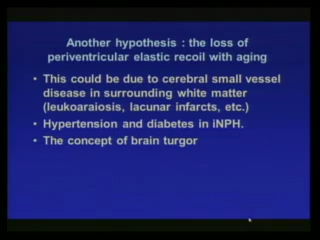 Another hypothesis : the loss of
periventricular elastic recoil with aging
• This could be due to cerebral small vessel
disease in surrounding white matter
(leukoaraiosis, lacunar infarcts, etc.)
• Hypertension and diabetes in iNPH.
• The concept of brain turgor